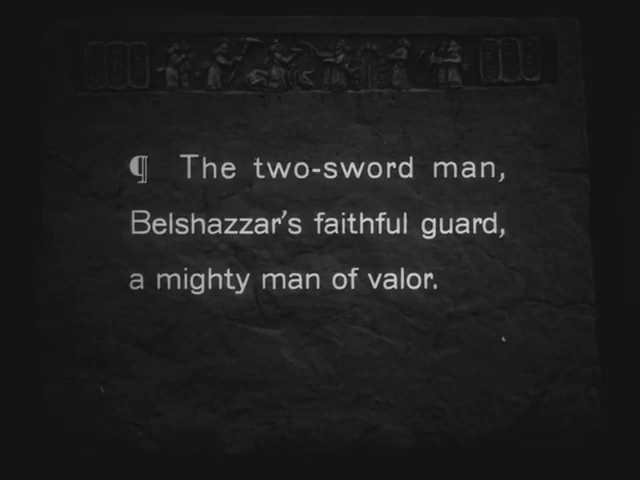 ¶ The two-sword man,
Belshazzar's faithful guard,
a mighty man of valor.